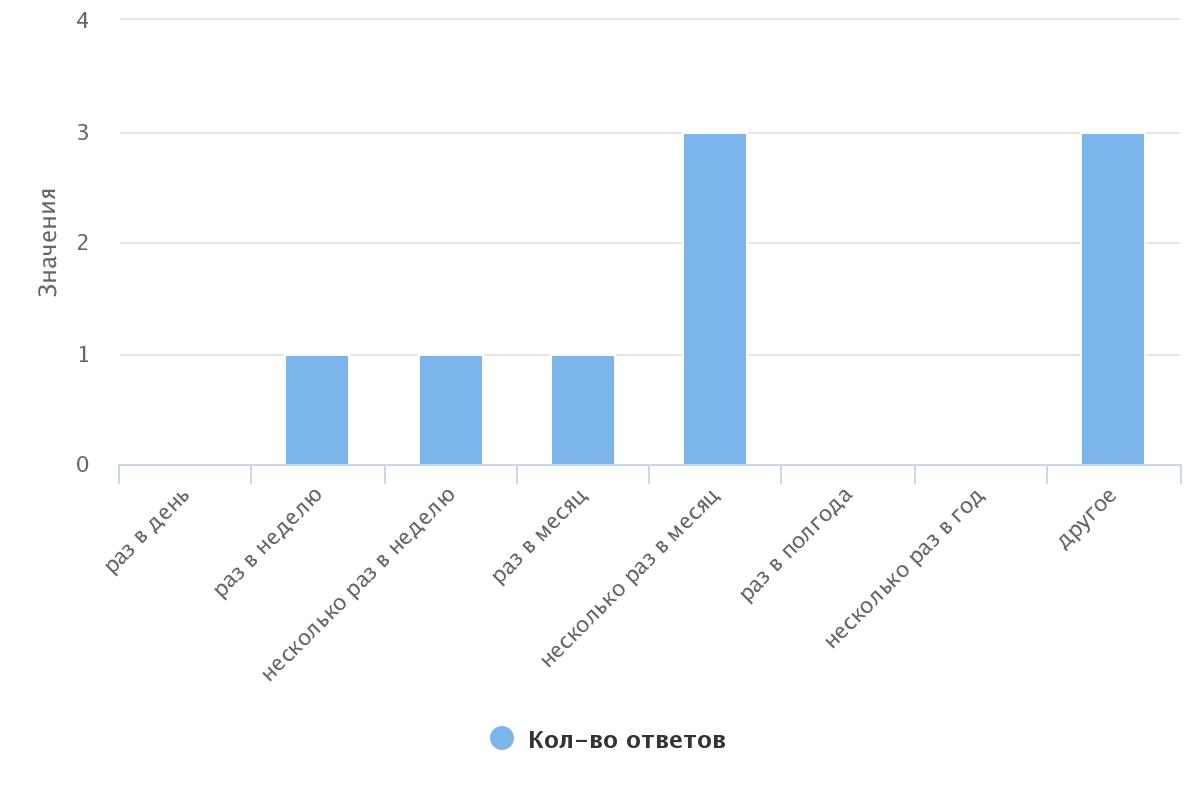 4
3
2
1
0
Значения
раз в день
раз в неделю
несколько раз в неделю
раз в месяц
несколько раз в месяц
раз в полгода
несколько раз в год
другое
Кол-во ответов